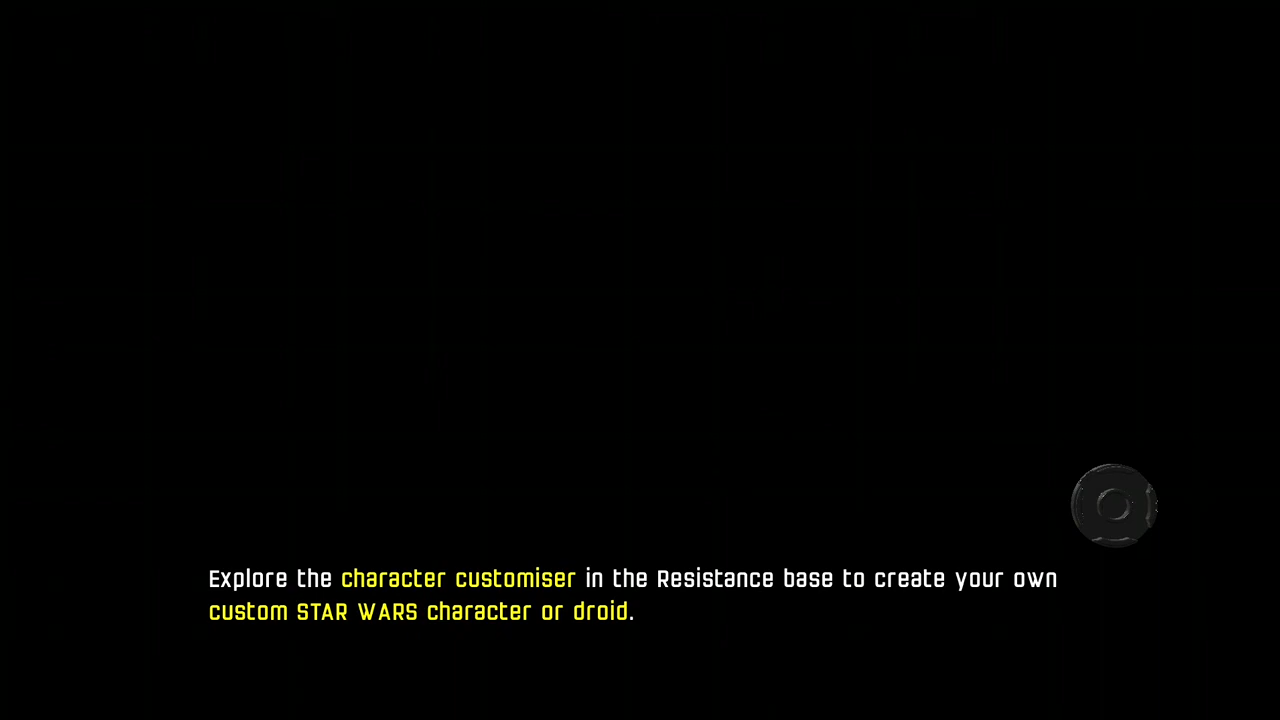 Explore the character customiser in the Resistance base to create your own
custom STAR WARS character or droid.